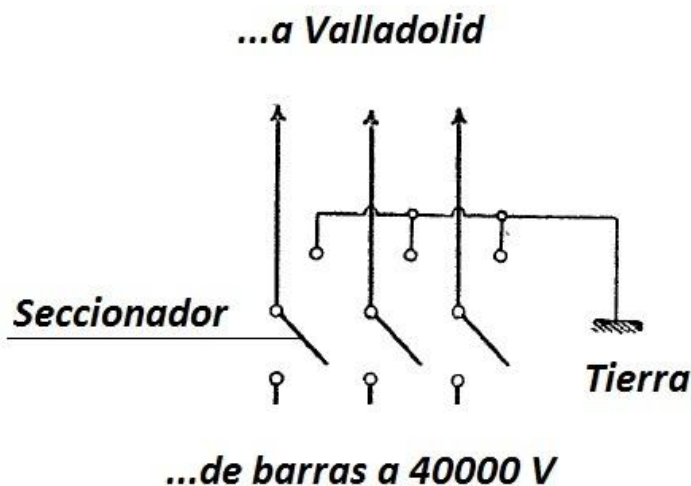 ...a Valladolid
Seccionador
Tierra
...de barras a 40000 V